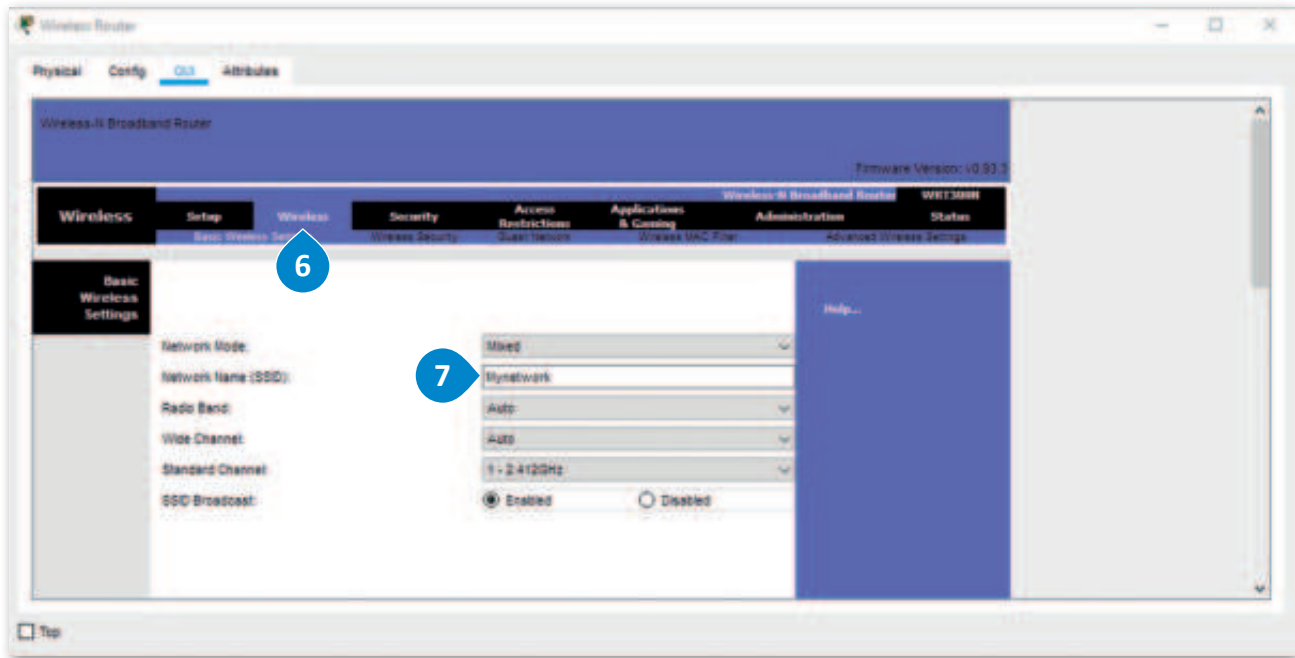 Wireless Router
Physical Config GUI Attributes
Wireless-N Broadband Router
Firmware Version: v0.93.3
Wireless-N Broadband Router WRT300N
Wireless Setup Wireless Security Access Restrictions Applications & Gaming Administration Status
Basic Wireless Settings Wireless Security Guest Network Wireless MAC Filter Advanced Wireless Settings
6
Basic
Wireless
Settings
Help...
Network Mode: Mixed
Network Name (SSID): 7 Mynetwork
Radio Band: Auto
Wide Channel: Auto
Standard Channel: 1 - 2.412GHz
SSID Broadcast: Enabled Disabled
Top